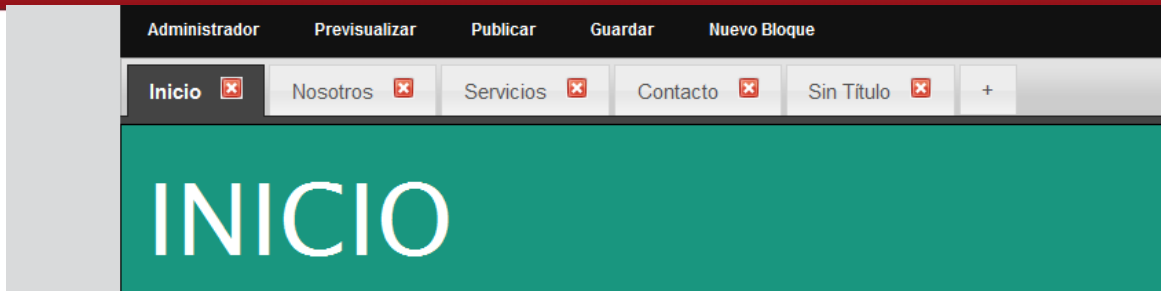 Administrador Previsualizar Publicar Guardar Nuevo Bloque
Inicio Nosotros Servicios Contacto Sin Título +
INICIO